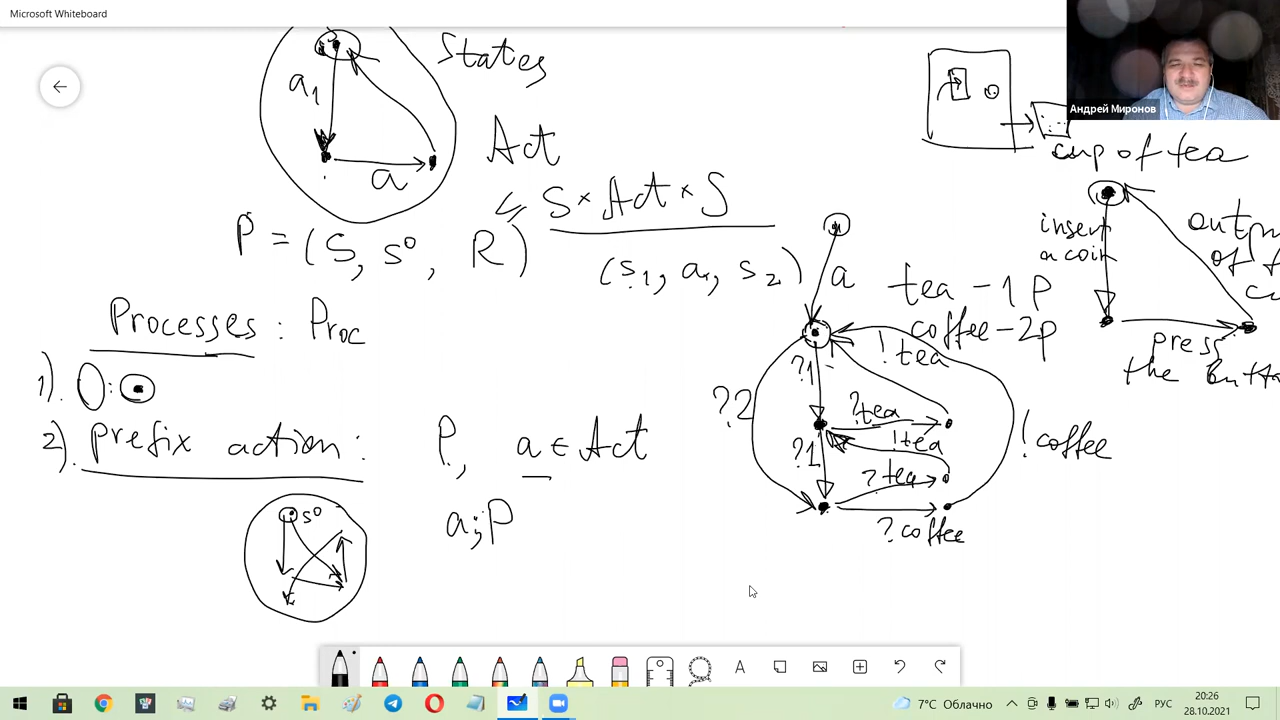 Microsoft Whiteboard
Андрей Миронов
States
a1
Act
a
P = (S, s⁰, R)
⊆ S × Act × S
(s1, a, s2)
Processes : Proc
1). 0 :
2). prefix action : P, a ∈ Act
s⁰
a;P
cup of tea
insert
a coin
press
the button
a
tea - 1 p
coffee - 2p
!tea
?1
?2
?tea
!tea
?1
?tea
!coffee
?coffee
A
7°C Облачно
РУС
20:26
28.10.2021